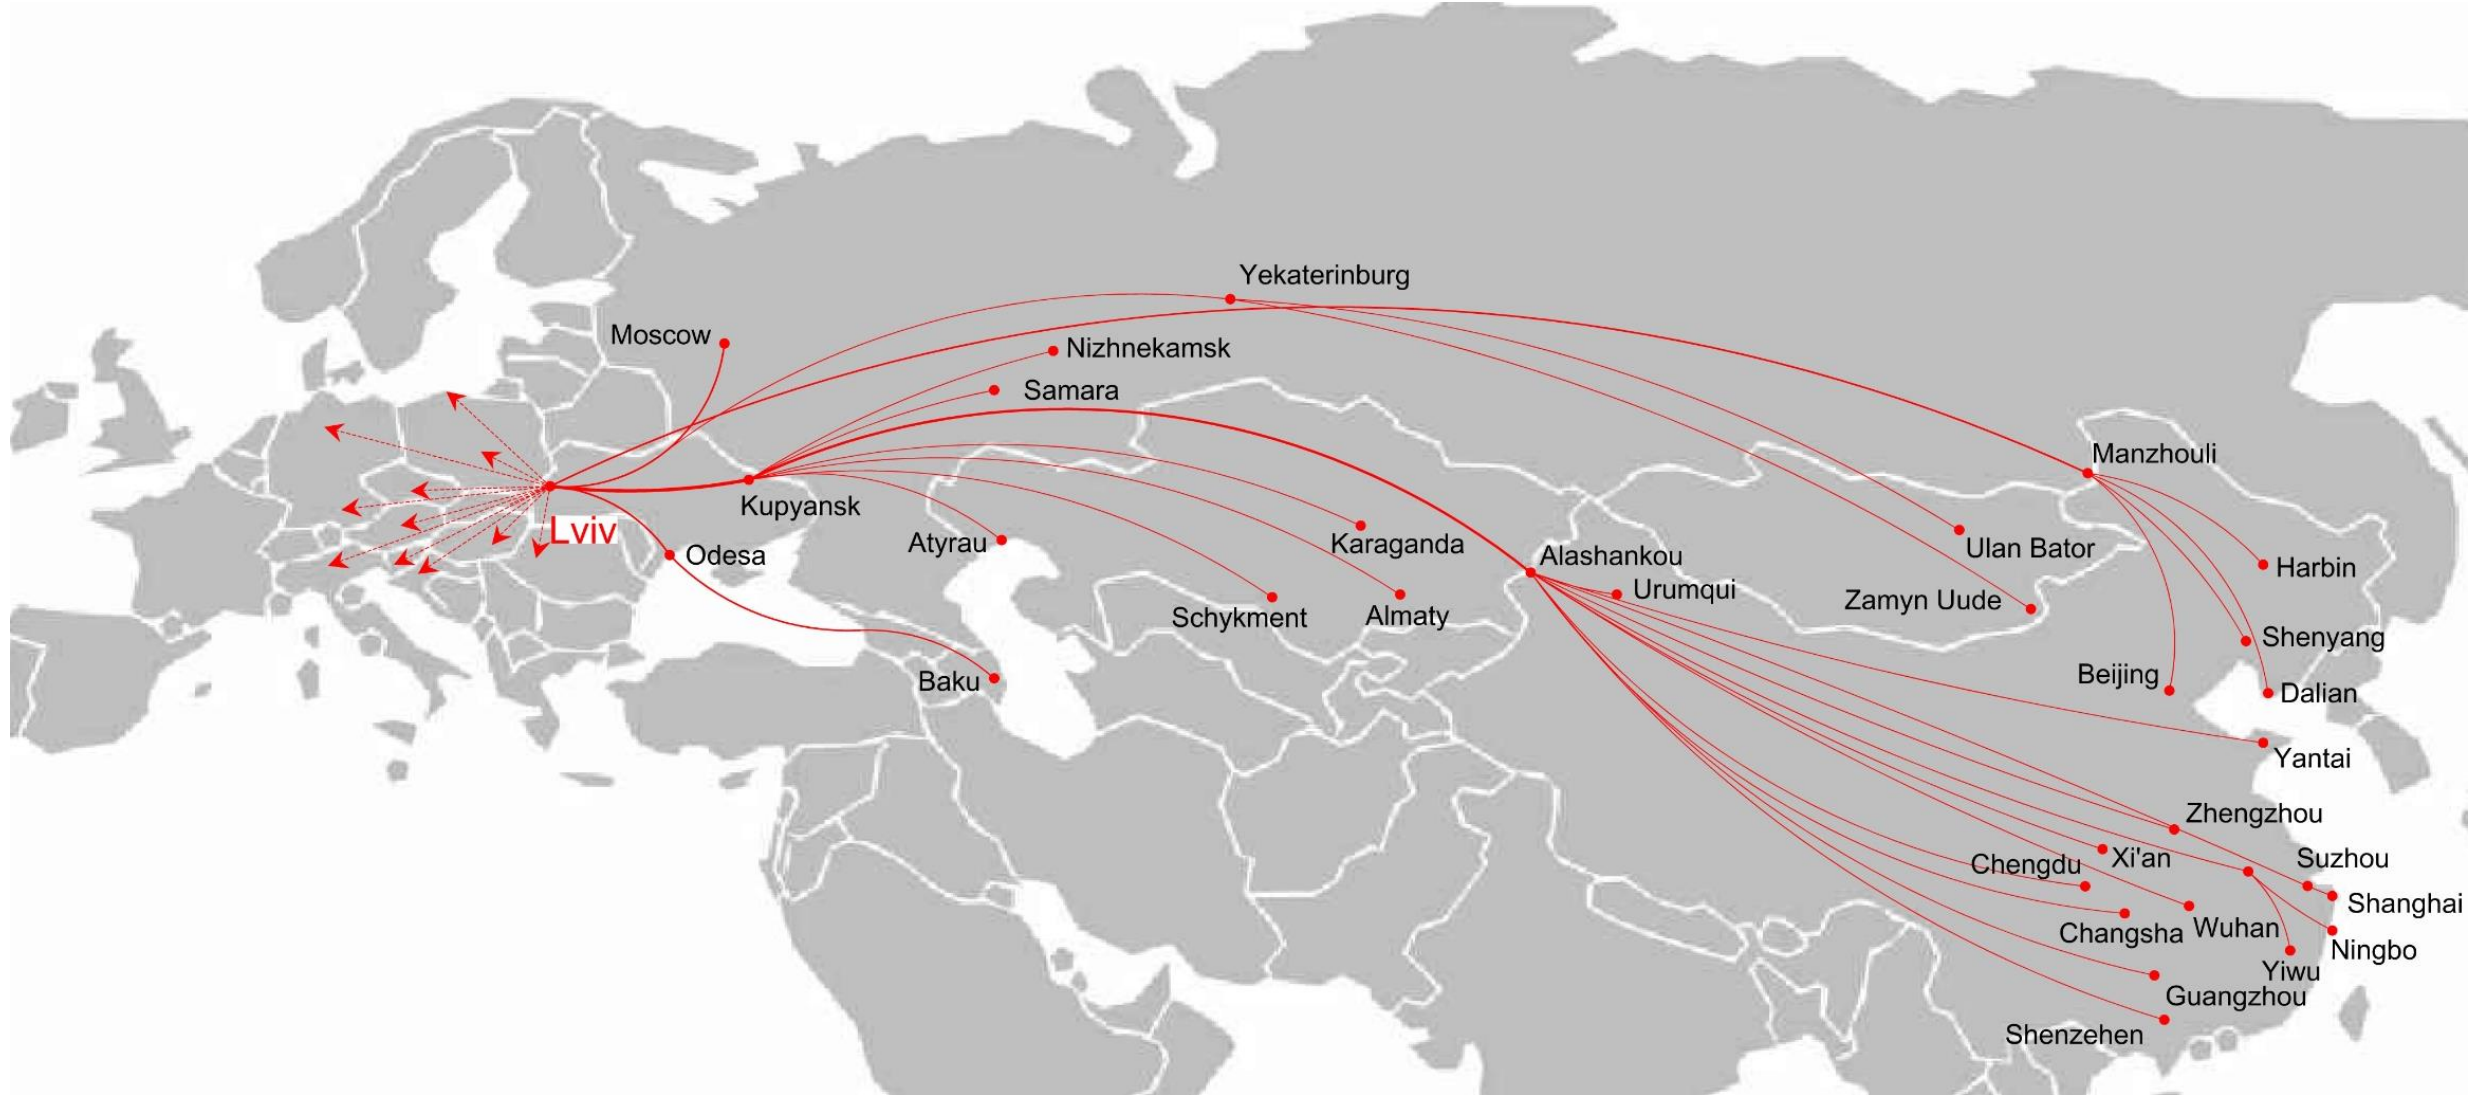 Yekaterinburg
Moscow
Nizhnekamsk
Samara
Manzhouli
Kupyansk
Lviv
Odesa
Atyrau
Karaganda
Alashankou
Ulan Bator
Harbin
Urumqui
Zamyn Uude
Schykment
Almaty
Shenyang
Baku
Beijing
Dalian
Yantai
Zhengzhou
Suzhou
Xi'an
Chengdu
Shanghai
Wuhan
Changsha
Ningbo
Yiwu
Guangzhou
Shenzehen